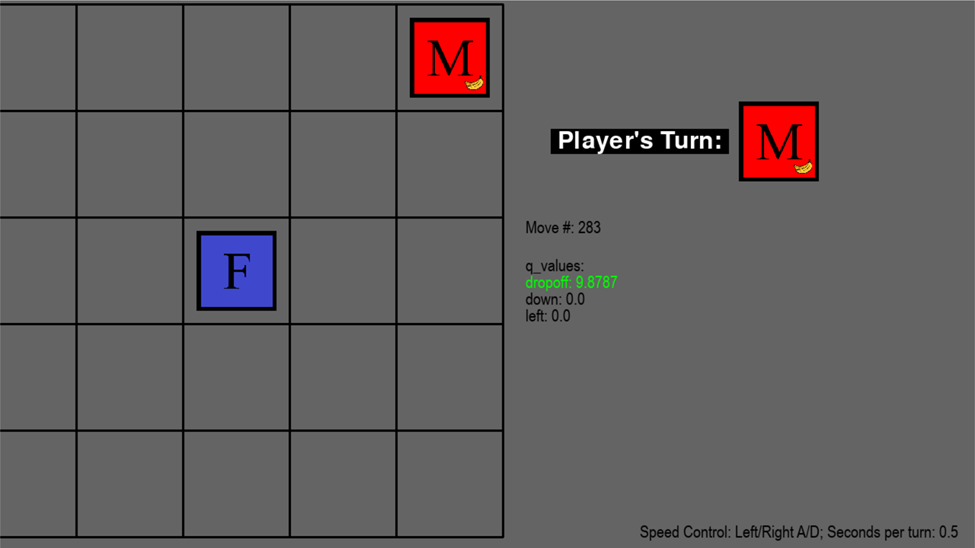 M
Player's Turn: M
Move #: 283
F
q_values:
dropoff: 9.8787
down: 0.0
left: 0.0
Speed Control: Left/Right A/D; Seconds per turn: 0.5